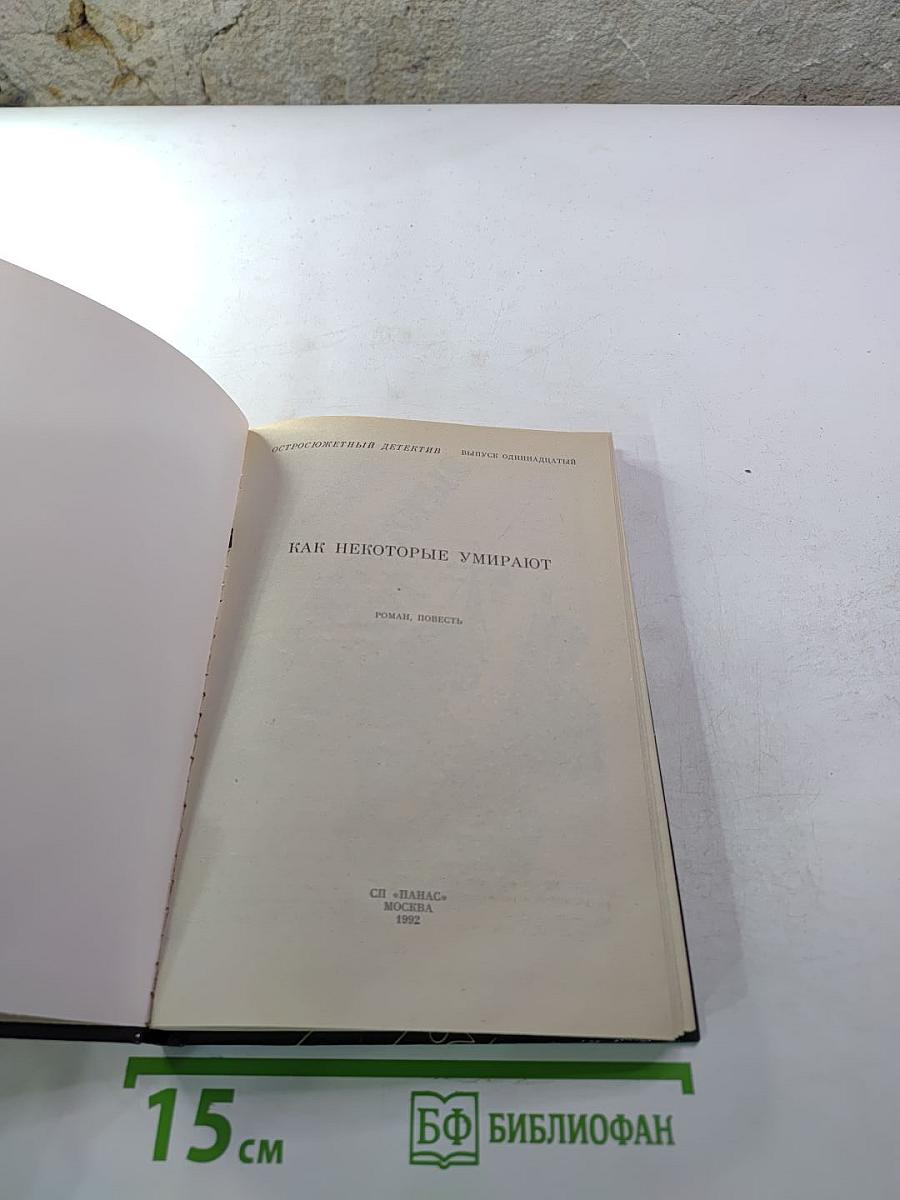 ОСТРОСЮЖЕТНЫЙ ДЕТЕКТИВ ВЫПУСК ОДИННАДЦАТЫЙ
КАК НЕКОТОРЫЕ УМИРАЮТ
РОМАН, ПОВЕСТЬ
СП «ПАНАС»
МОСКВА
1992
15 см
БФ БИБЛИОФАН